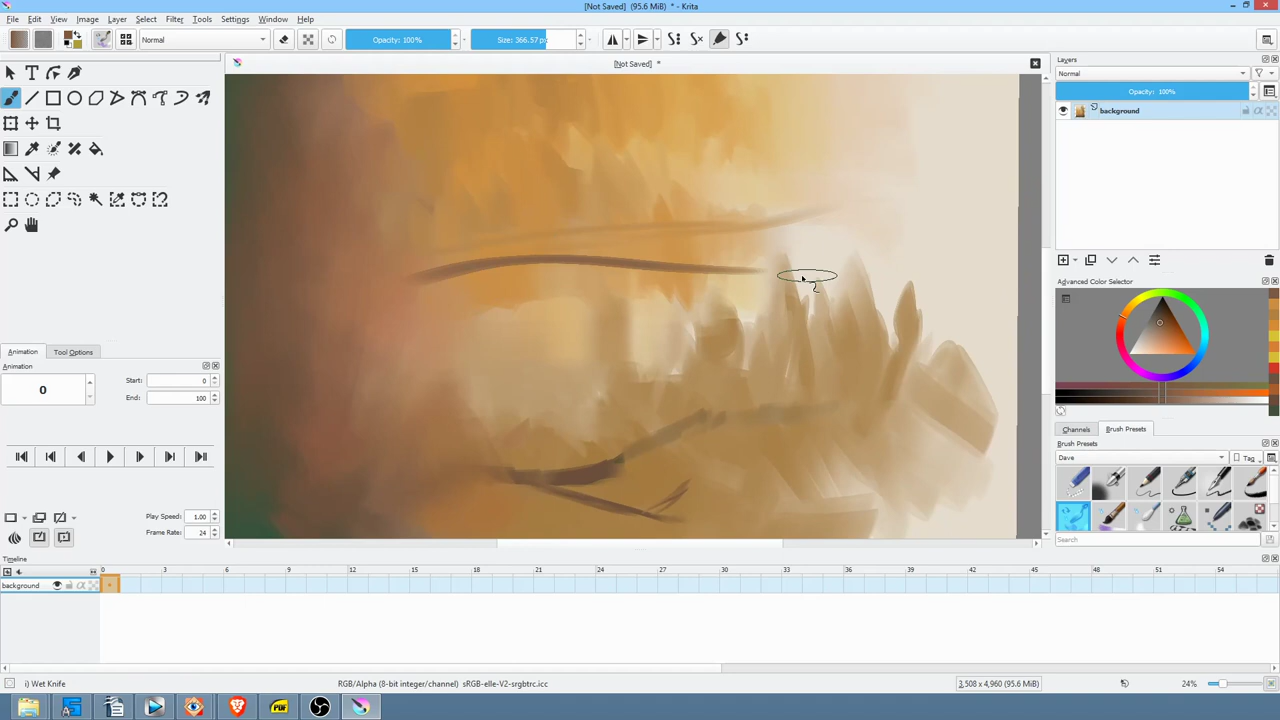 [Not Saved] (95.6 MiB) * - Krita
File Edit View Image Layer Select Filter Tools Settings Window Help
Normal Opacity: 100% Size: 366.57 px
[Not Saved] *
Layers
Normal
Opacity: 100%
background
Advanced Color Selector
Animation Tool Options
Animation
0 Start: 0
End: 100
Channels Brush Presets
Brush Presets
Dave Tag
Play Speed: 1.00
Frame Rate: 24
Search
Timeline
0 3 6 9 12 15 18 21 24 27 30 33 36 39 42 45 48 51 54
background
i) Wet Knife RGB/Alpha (8-bit integer/channel) sRGB-elle-V2-srgbtrc.icc 3,508 x 4,960 (95.6 MiB) 24%
PDF